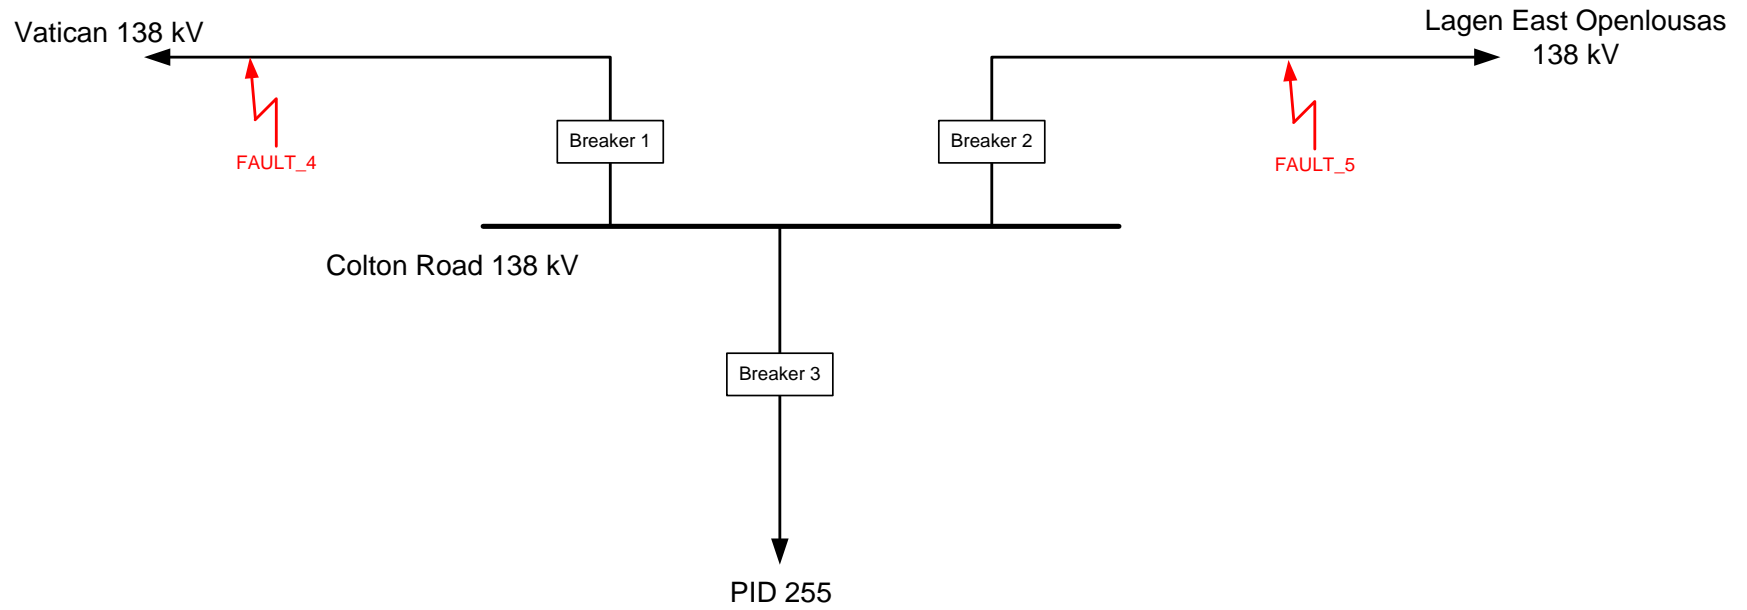 Vatican 138 kV
Lagen East Openlousas
138 kV
Breaker 1
Breaker 2
FAULT_4
FAULT_5
Colton Road 138 kV
Breaker 3
PID 255